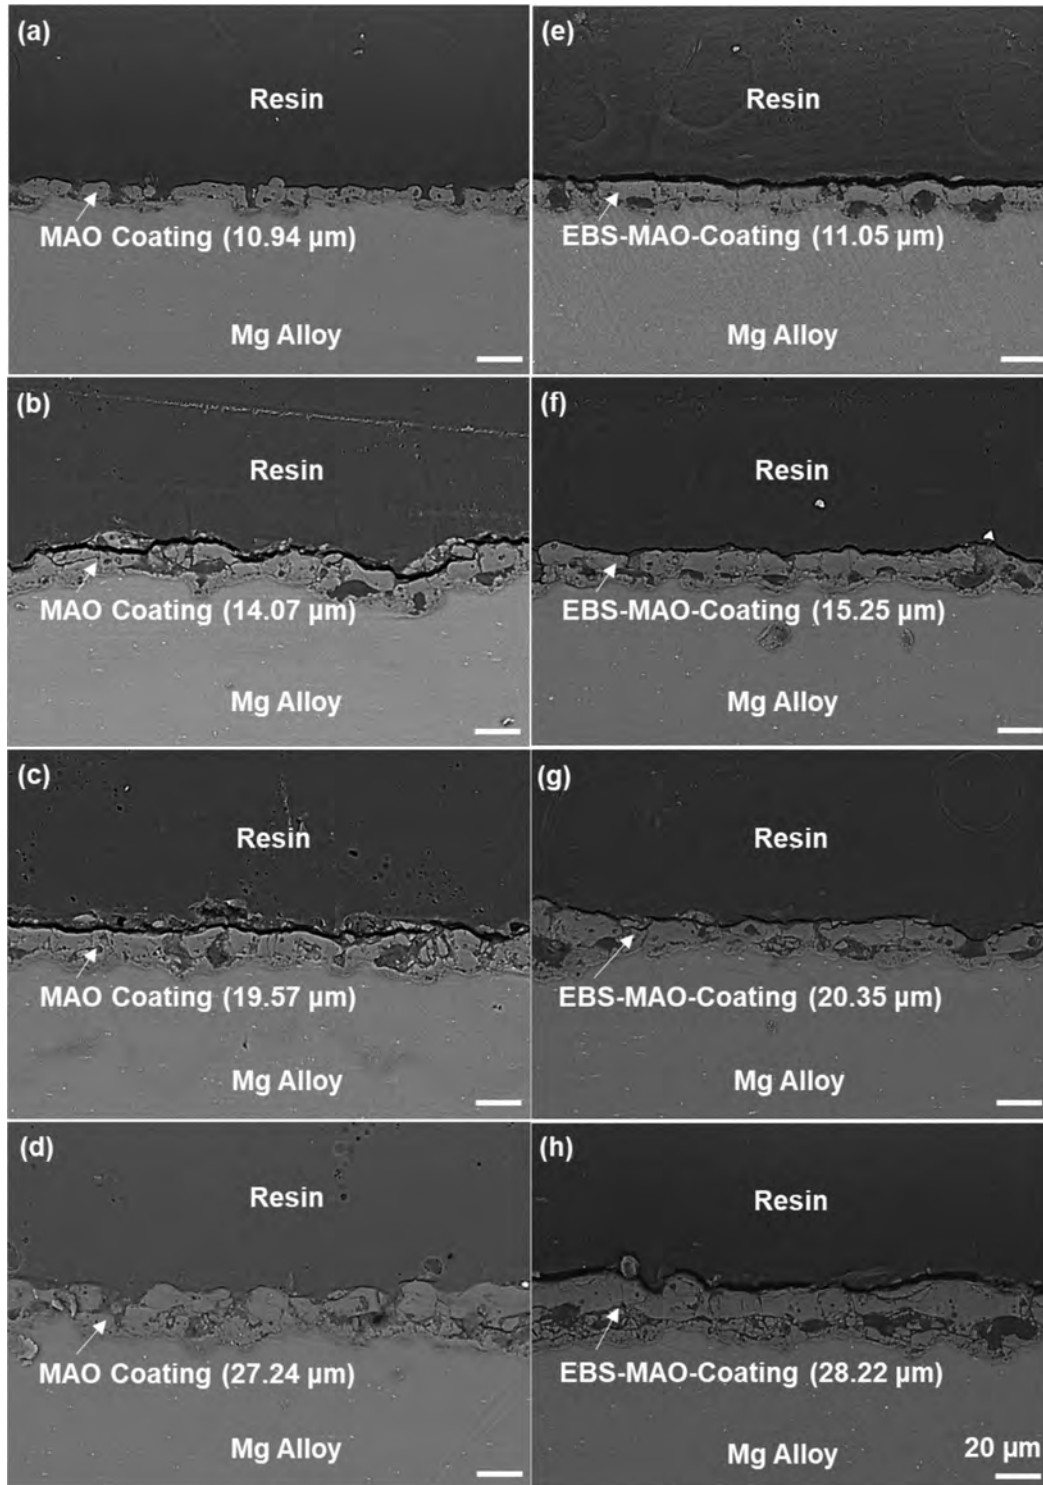 (a)
Resin
MAO Coating (10.94 µm)
Mg Alloy
(e)
Resin
EBS-MAO-Coating (11.05 µm)
Mg Alloy
(b)
Resin
MAO Coating (14.07 µm)
Mg Alloy
(f)
Resin
EBS-MAO-Coating (15.25 µm)
Mg Alloy
(c)
Resin
MAO Coating (19.57 µm)
Mg Alloy
(g)
Resin
EBS-MAO-Coating (20.35 µm)
Mg Alloy
(d)
Resin
MAO Coating (27.24 µm)
Mg Alloy
(h)
Resin
EBS-MAO-Coating (28.22 µm)
Mg Alloy
20 µm